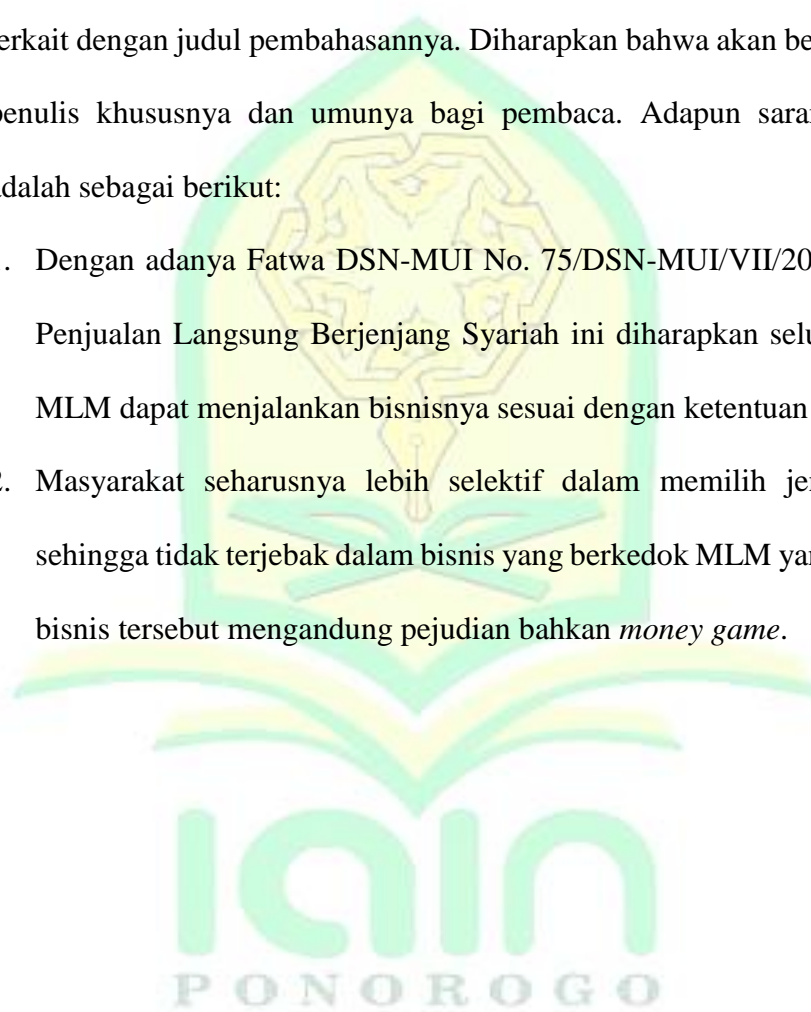 erkait dengan judul pembahasannya. Diharapkan bahwa akan be
penulis khususnya dan umunya bagi pembaca. Adapun sara
adalah sebagai berikut:
. Dengan adanya Fatwa DSN-MUI No. 75/DSN-MUI/VII/20
Penjualan Langsung Berjenjang Syariah ini diharapkan sel
MLM dapat menjalankan bisnisnya sesuai dengan ketentuan
2. Masyarakat seharusnya lebih selektif dalam memilih je
sehingga tidak terjebak dalam bisnis yang berkedok MLM ya
bisnis tersebut mengandung pejudian bahkan money game.
IAIN
PONOROGO